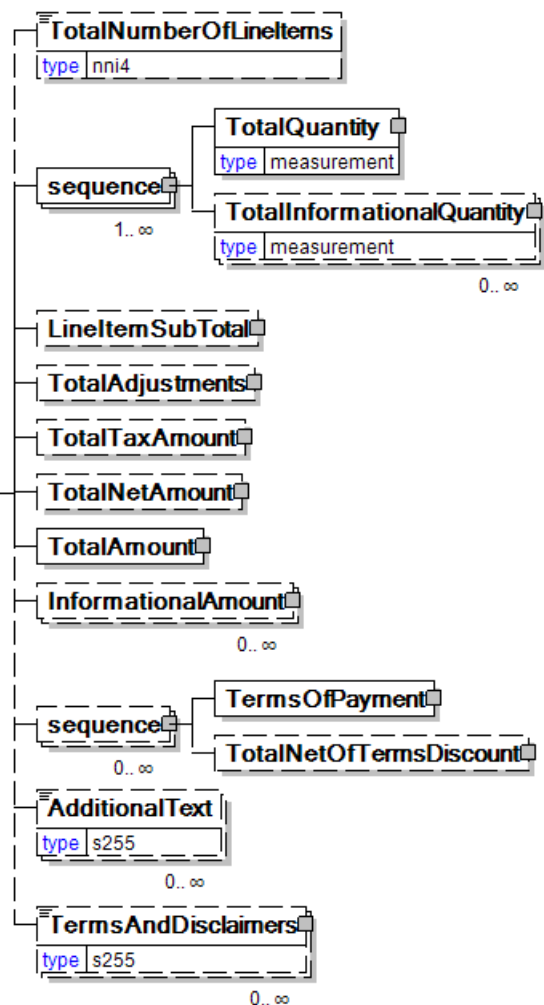 TotalNumberOfLineItems
type nni4
TotalQuantity
type measurement
sequence
1.. ∞
TotalInformationalQuantity
type measurement
0.. ∞
LineItemSubTotal
TotalAdjustments
TotalTaxAmount
TotalNetAmount
TotalAmount
InformationalAmount
0.. ∞
TermsOfPayment
sequence
0.. ∞
TotalNetOfTermsDiscount
AdditionalText
type s255
0.. ∞
TermsAndDisclaimers
type s255
0.. ∞